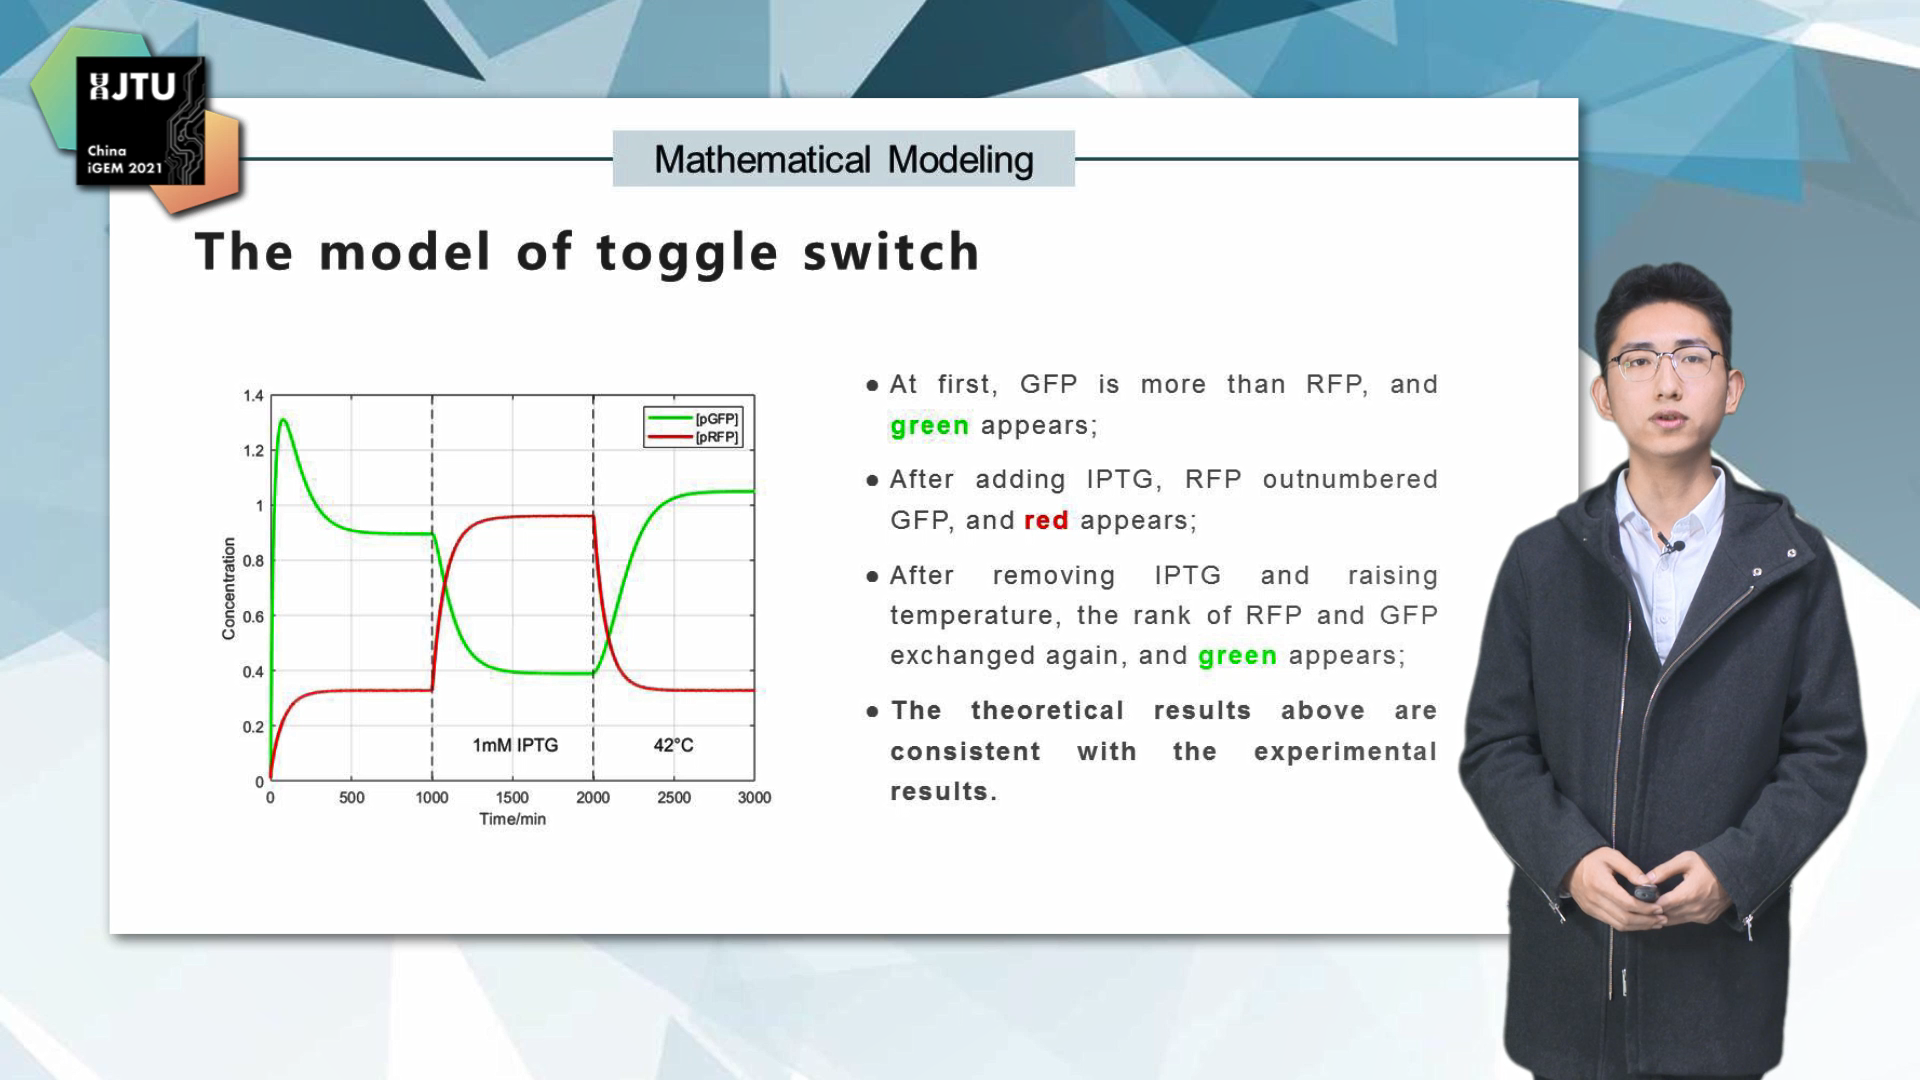 XJTU
China
iGEM 2021
Mathematical Modeling
The model of toggle switch
1.4
1.2
1
0.8
0.6
0.4
0.2
0
Concentration
[pGFP]
[pRFP]
1mM IPTG
42°C
0
500
1000
1500
2000
2500
3000
Time/min
● At first, GFP is more than RFP, and
green appears;
● After adding IPTG, RFP outnumbered
GFP, and red appears;
● After removing IPTG and raising
temperature, the rank of RFP and GFP
exchanged again, and green appears;
● The theoretical results above are
consistent with the experimental
results.